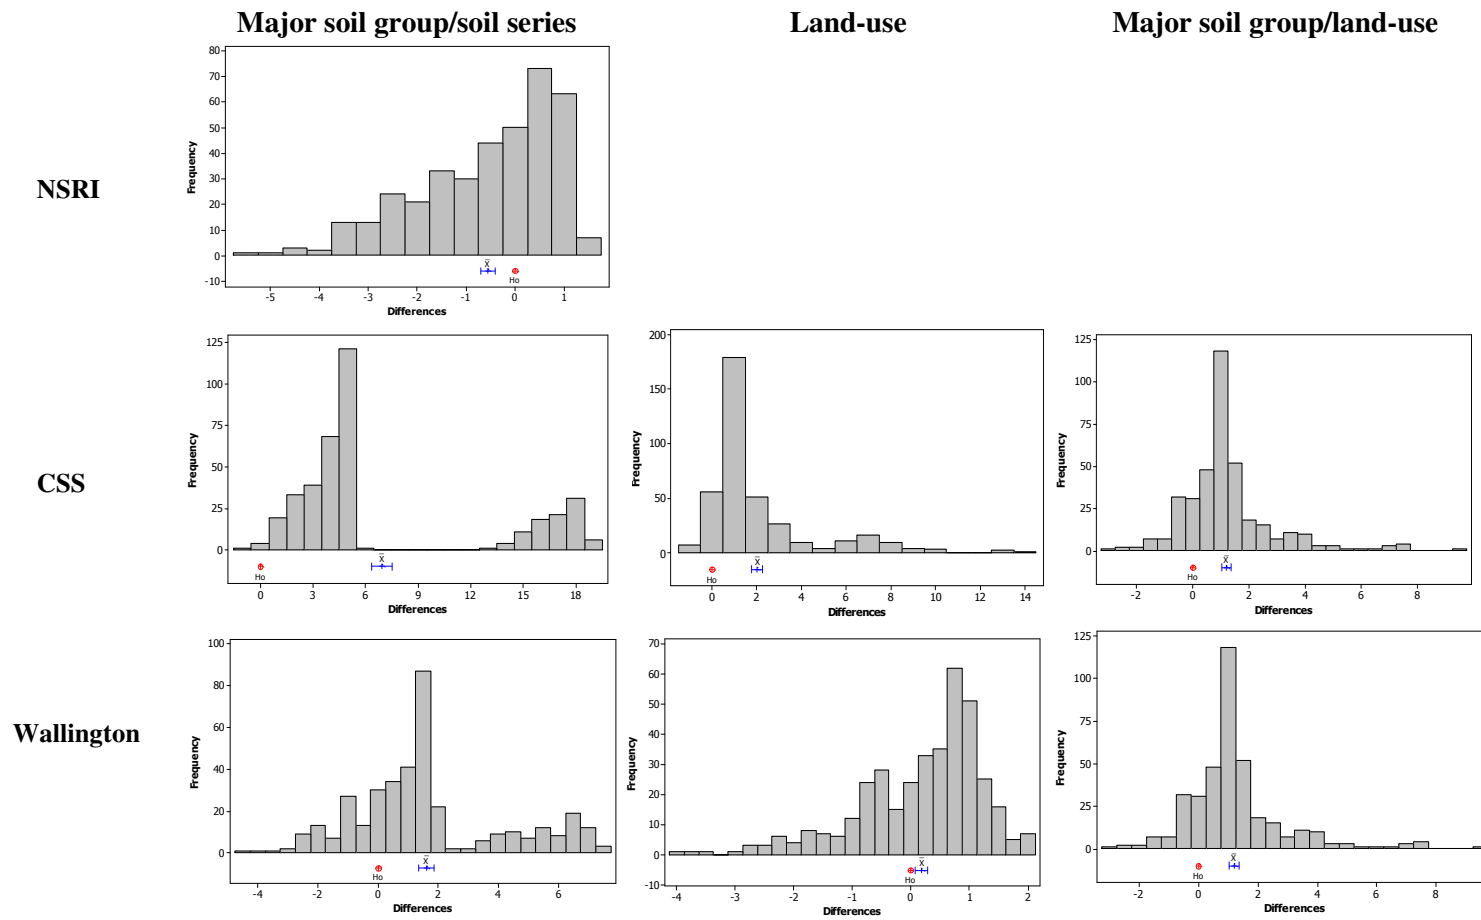 Major soil group/soil series
Land-use
Major soil group/land-use
NSRI
80
70
60
50
40
30
20
10
0
-10
Frequency
X̄
Ho
-5 -4 -3 -2 -1 0 1
Differences
CSS
125
100
75
50
25
0
Frequency
X̄
Ho
0 3 6 9 12 15 18
Differences
200
150
100
50
0
Frequency
X̄
Ho
0 2 4 6 8 10 12 14
Differences
125
100
75
50
25
0
Frequency
X̄
Ho
-2 0 2 4 6 8
Differences
Wallington
100
80
60
40
20
0
Frequency
X̄
Ho
-4 -2 0 2 4 6
Differences
70
60
50
40
30
20
10
0
-10
Frequency
X̄
Ho
-4 -3 -2 -1 0 1 2
Differences
125
100
75
50
25
0
Frequency
X̄
Ho
-2 0 2 4 6 8
Differences